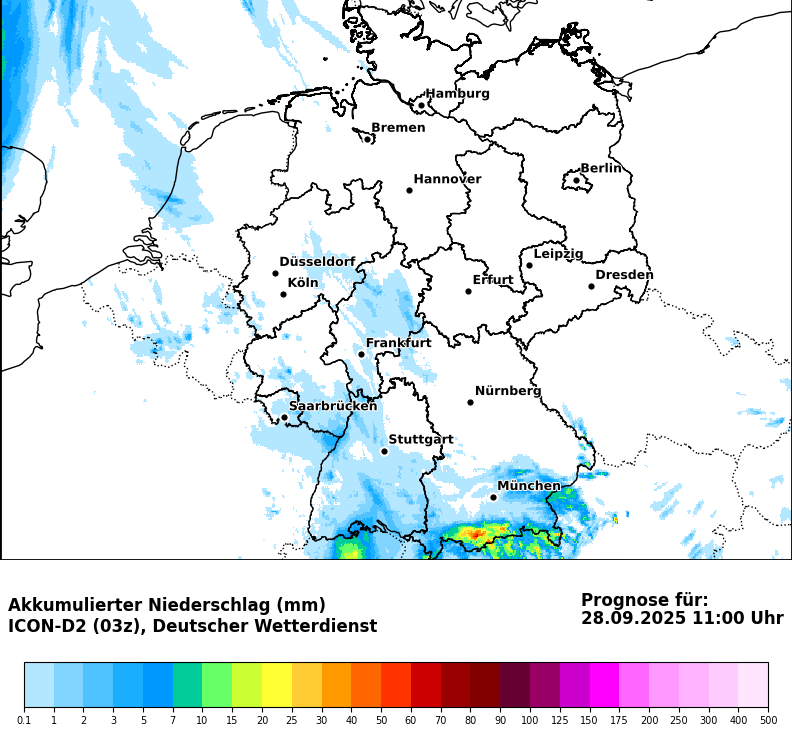 Hamburg
Bremen
Berlin
Hannover
Leipzig
Düsseldorf
Dresden
Köln
Erfurt
Frankfurt
Nürnberg
Saarbrücken
Stuttgart
München
Akkumulierter Niederschlag (mm)
ICON-D2 (03z), Deutscher Wetterdienst
Prognose für:
28.09.2025 11:00 Uhr
0.1 1 2 3 5 7 10 15 20 25 30 40 50 60 70 80 90 100 125 150 175 200 250 300 400 500